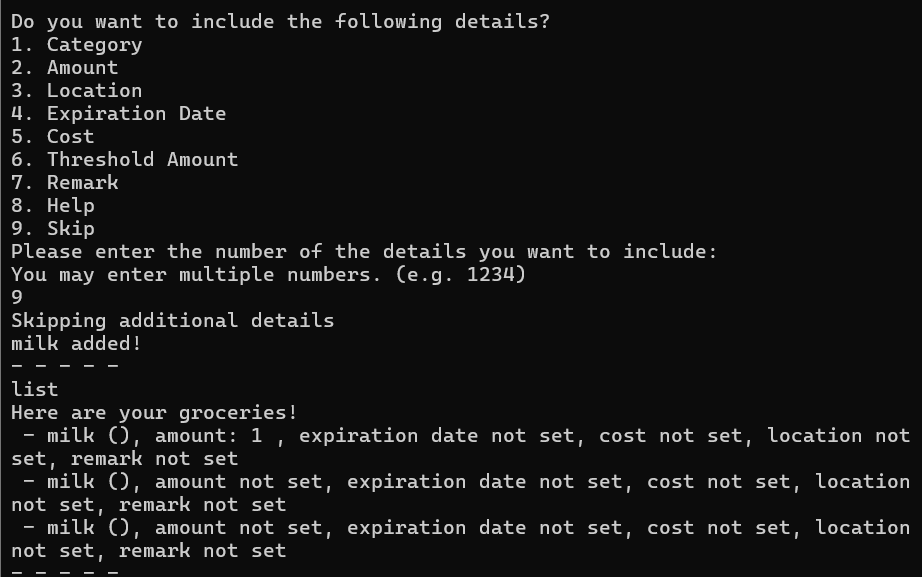 Do you want to include the following details?
1. Category
2. Amount
3. Location
4. Expiration Date
5. Cost
6. Threshold Amount
7. Remark
8. Help
9. Skip
Please enter the number of the details you want to include:
You may enter multiple numbers. (e.g. 1234)
9
Skipping additional details
milk added!
- - - - -
list
Here are your groceries!
 - milk (), amount: 1 , expiration date not set, cost not set, location not
set, remark not set
 - milk (), amount not set, expiration date not set, cost not set, location
not set, remark not set
 - milk (), amount not set, expiration date not set, cost not set, location
not set, remark not set
- - - - -